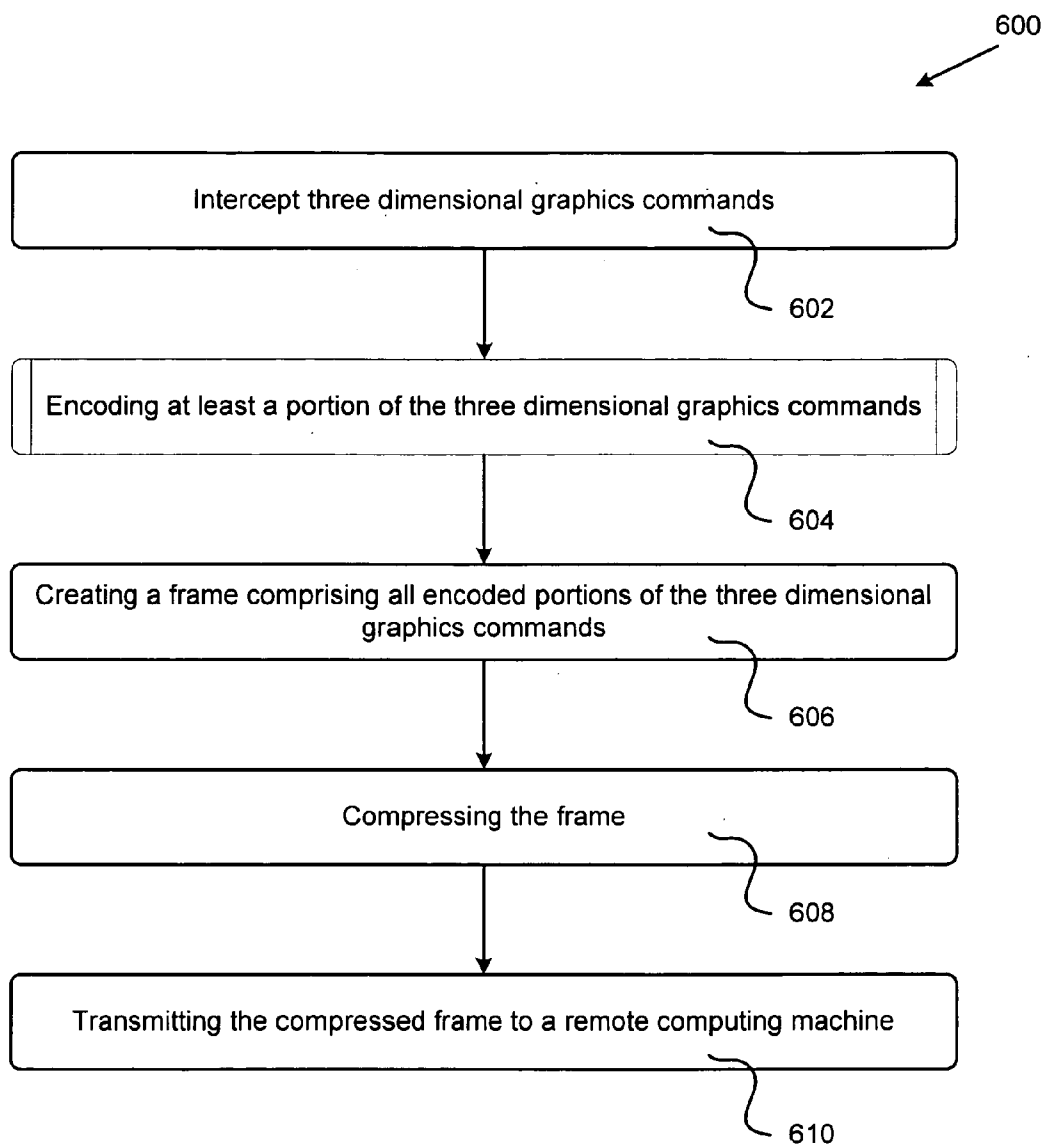 600
Intercept three dimensional graphics commands
602
Encoding at least a portion of the three dimensional graphics commands
604
Creating a frame comprising all encoded portions of the three dimensional
graphics commands
606
Compressing the frame
608
Transmitting the compressed frame to a remote computing machine
610